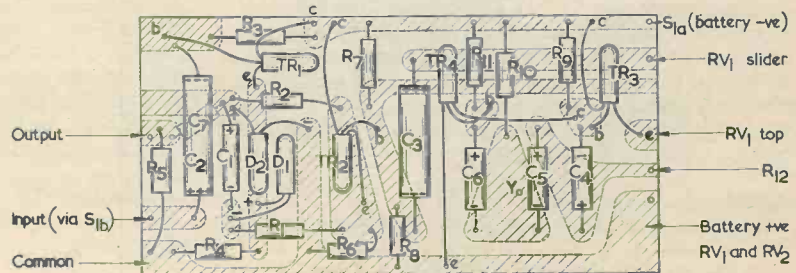 c
c
c
b
R3
TR1
e
R7
TR4
R11
R10
R9
TR3
S1a (battery -ve)
RV1 slider
Output
R2
C2
C1
D2
D1
TR2
b
C3
c
b
e
RV1 top
R5
+
+
-
+
C6
+
C5
-
C4
+
Y
R12
Input (via S1b)
R1
c
R4
R6
R8
e
e
Battery +ve
RV1 and RV2
Common